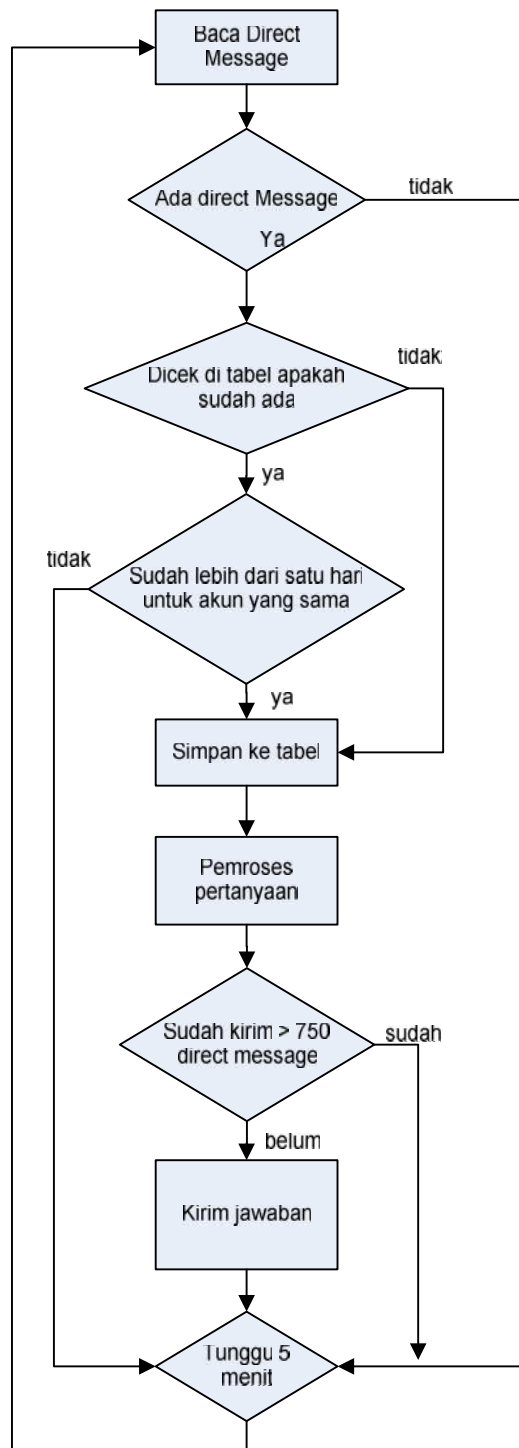 Baca Direct
Message
Ada direct Message
tidak
Ya
Dicek di tabel apakah
sudah ada
tidak
ya
tidak
Sudah lebih dari satu hari
untuk akun yang sama
ya
Simpan ke tabel
Pemroses
pertanyaan
Sudah kirim > 750
direct message
sudah
belum
Kirim jawaban
Tunggu 5
menit